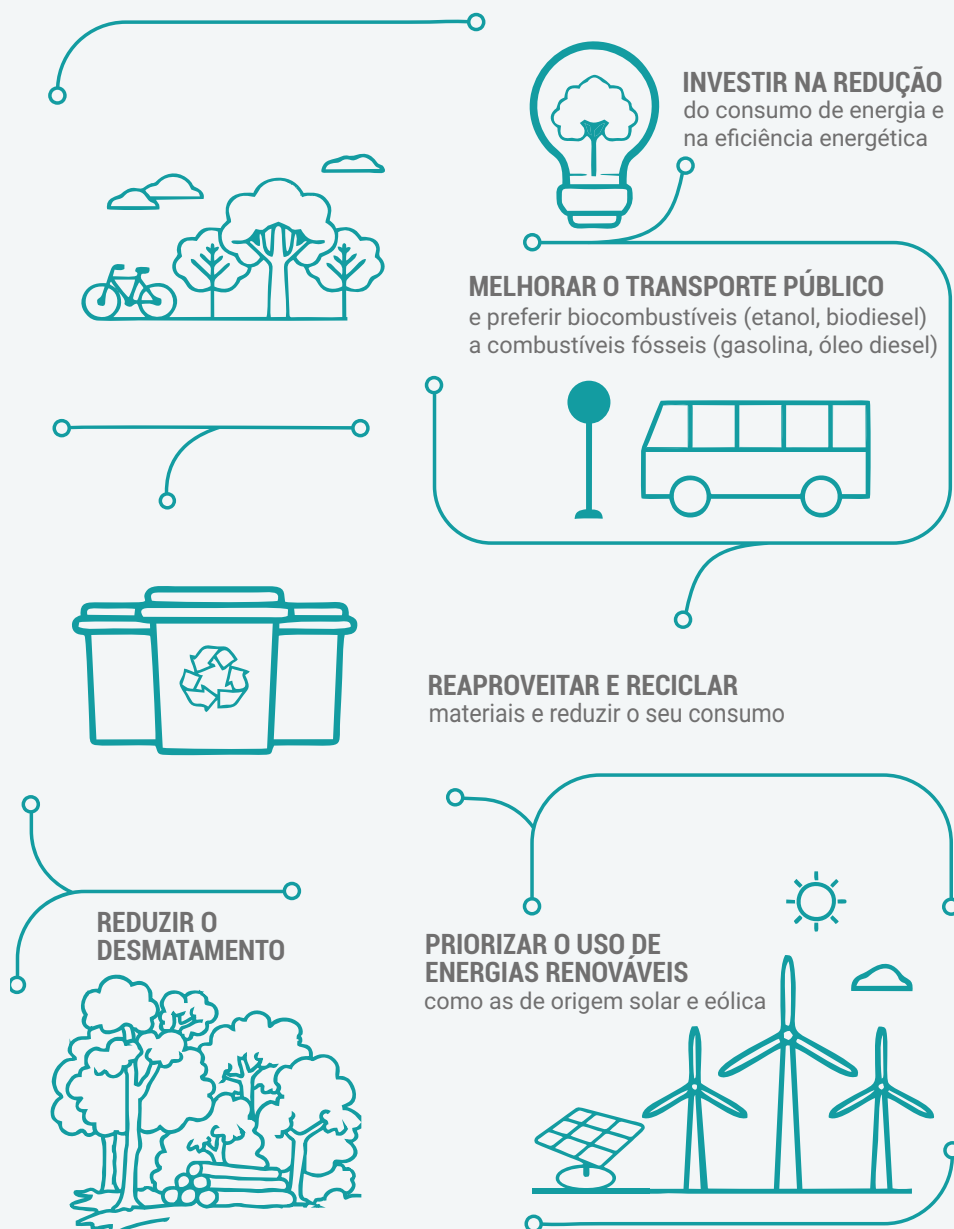 INVESTIR NA REDUÇÃO
do consumo de energia e
na eficiência energética
MELHORAR O TRANSPORTE PÚBLICO
e preferir biocombustíveis (etanol, biodiesel)
a combustíveis fósseis (gasolina, óleo diesel)
REAPROVEITAR E RECICLAR
materiais e reduzir o seu consumo
REDUZIR O
DESMATAMENTO
PRIORIZAR O USO DE
ENERGIAS RENOVÁVEIS
como as de origem solar e eólica